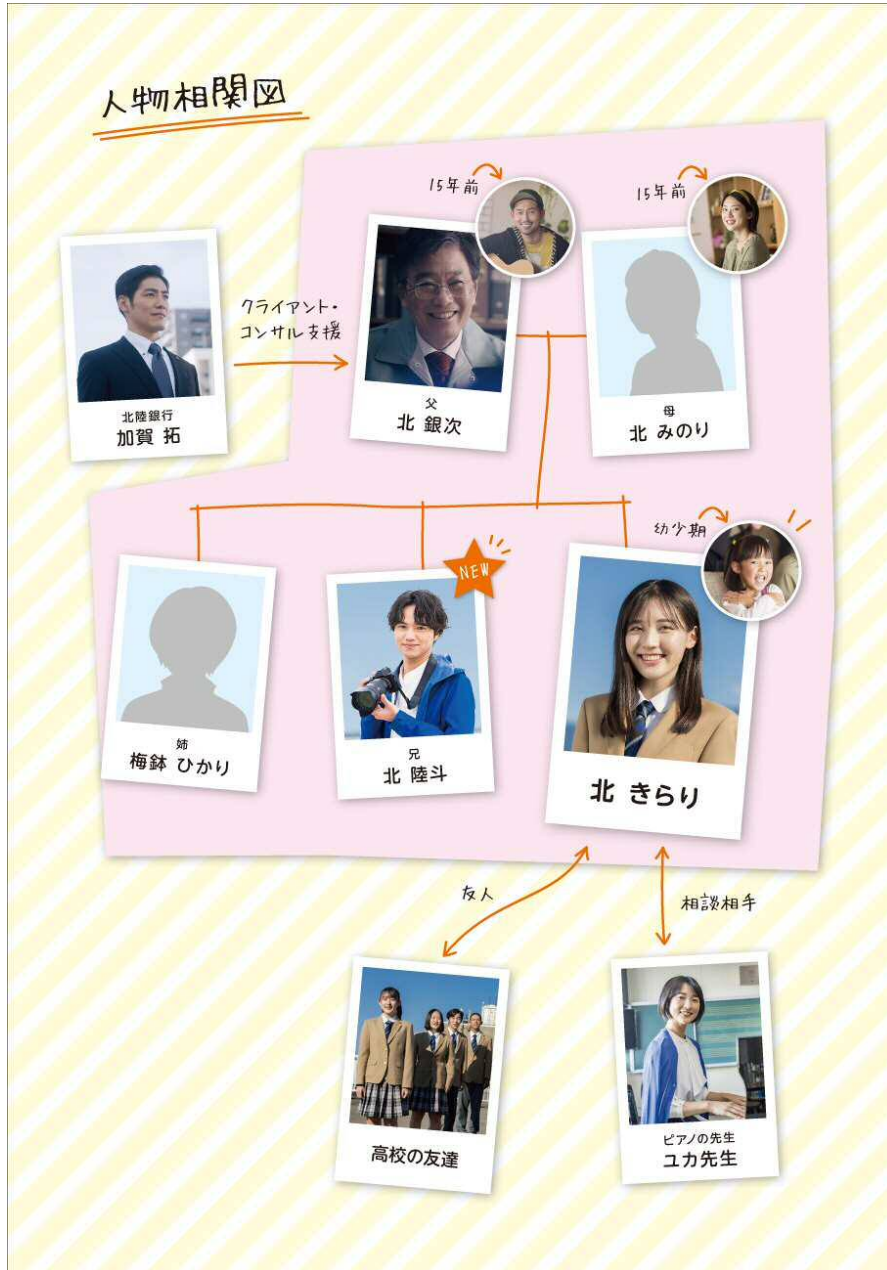 人物相関図
15年前
15年前
クライアント・
コンサル支援
北陸銀行
加賀 拓
父
北 銀次
母
北 みのり
幼少期
NEW
姉
梅鉢 ひかり
兄
北 陸斗
北 きらり
友人
相談相手
高校の友達
ピアノの先生
ユカ先生